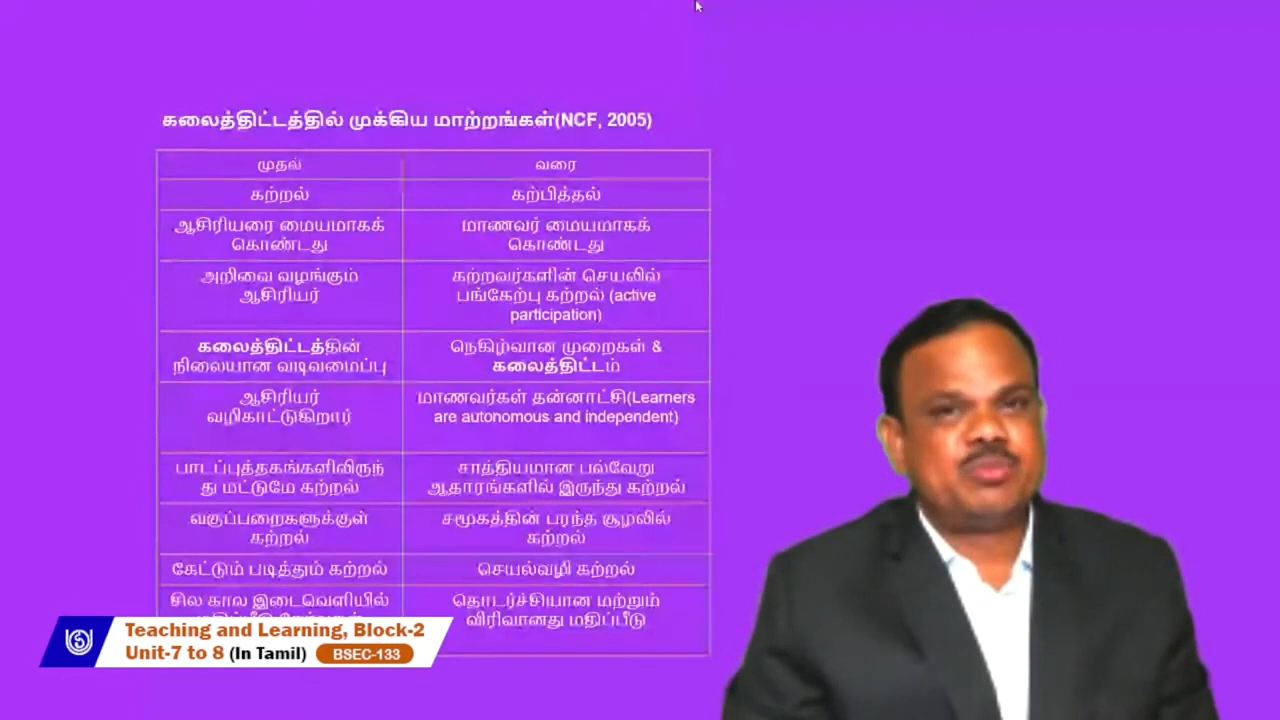 கலைத்திட்டத்தில் முக்கிய மாற்றங்கள்(NCF, 2005)
முதல்
வரை
கற்றல்
கற்பித்தல்
ஆசிரியரை மையமாகக்
கொண்டது
மாணவர் மையமாகக்
கொண்டது
அறிவை வழங்கும்
ஆசிரியர்
கற்றவர்களின் செயலில்
பங்கேற்பு கற்றல் (active
participation)
கலைத்திட்டத்தின்
நிலையான வடிவமைப்பு
நெகிழ்வான முறைகள் &
கலைத்திட்டம்
ஆசிரியர்
வழிகாட்டுகிறார்
மாணவர்கள் தன்னாட்சி(Learners
are autonomous and independent)
பாடப்புத்தகங்களிலிருந்
து மட்டுமே கற்றல்
சாத்தியமான பல்வேறு
ஆதாரங்களில் இருந்து கற்றல்
வகுப்பறைகளுக்குள்
கற்றல்
சமூகத்தின் பரந்த சூழலில்
கற்றல்
கேட்டும் படித்தும் கற்றல்
செயல்வழி கற்றல்
சில கால இடைவெளியில்
தொடர்ச்சியான மற்றும்
விரிவானது மதிப்பீடு
Teaching and Learning, Block-2
Unit-7 to 8 (In Tamil) BSEC-133